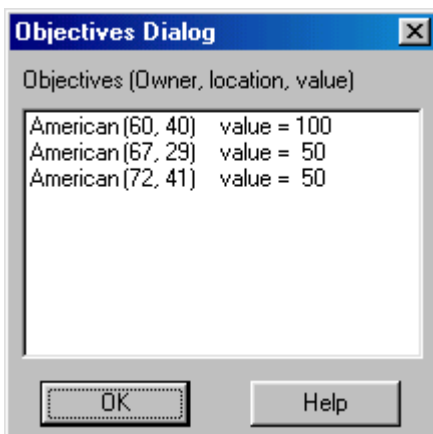 Objectives Dialog
Objectives (Owner, location, value)
American (60, 40) value = 100
American (67, 29) value = 50
American (72, 41) value = 50
OK Help